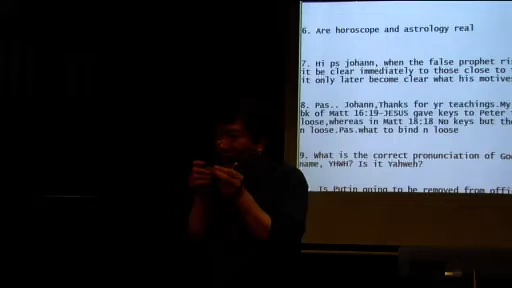 6. Are horoscope and astrology real
7. Hi ps johann, when the false prophet ri
it be clear immediately to those close to
it only later become clear what his motive
8. Pas.. Johann,Thanks for yr teachings.My
bk of Matt 16:19-JESUS gave keys to Peter
loose,whereas in Matt 18:18 No keys but the
n loose.Pas.what to bind n loose
9. What is the correct pronunciation of Go
name, YHWH? Is it Yahweh?
Is Putin going to be removed from offi